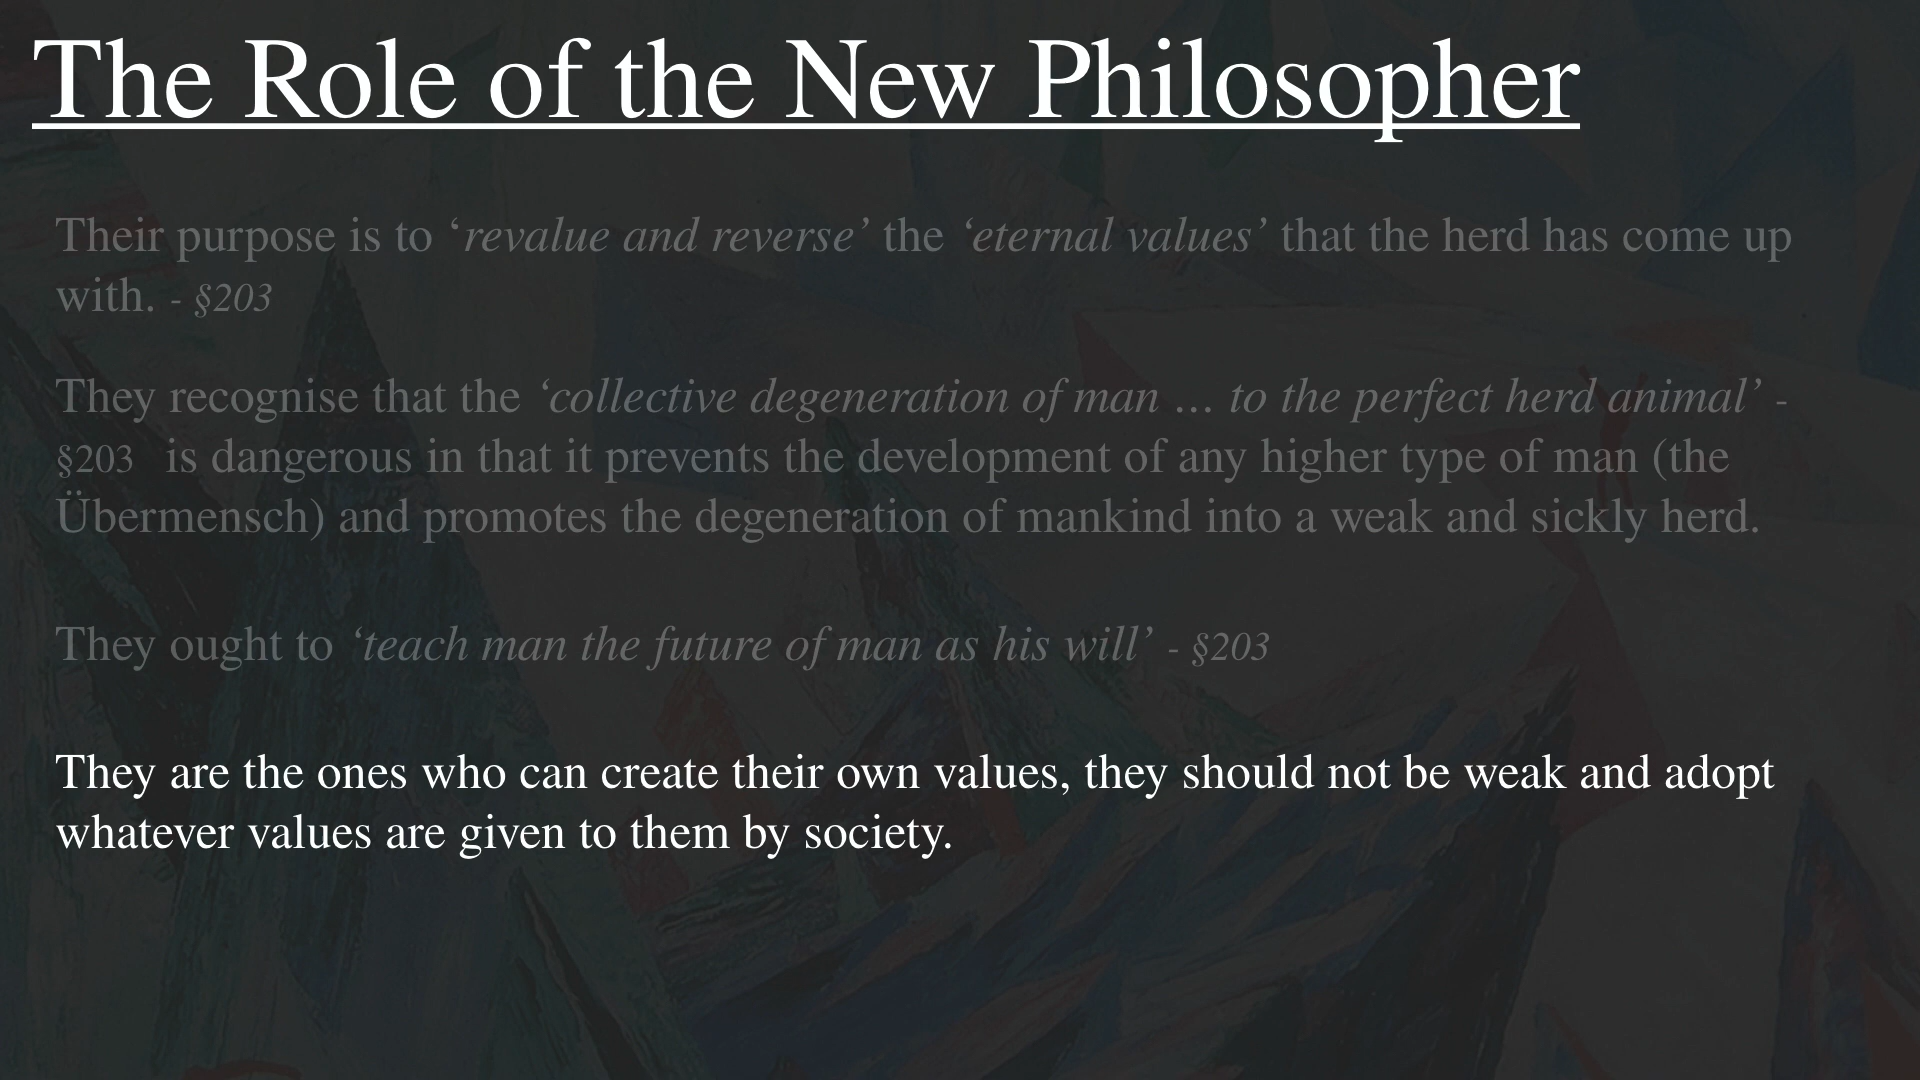 The Role of the New Philosopher
Their purpose is to ‘revalue and reverse’ the ‘eternal values’ that the herd has come up
with. - §203
They recognise that the ‘collective degeneration of man … to the perfect herd animal’ -
§203 is dangerous in that it prevents the development of any higher type of man (the
Übermensch) and promotes the degeneration of mankind into a weak and sickly herd.
They ought to ‘teach man the future of man as his will’ - §203
They are the ones who can create their own values, they should not be weak and adopt
whatever values are given to them by society.